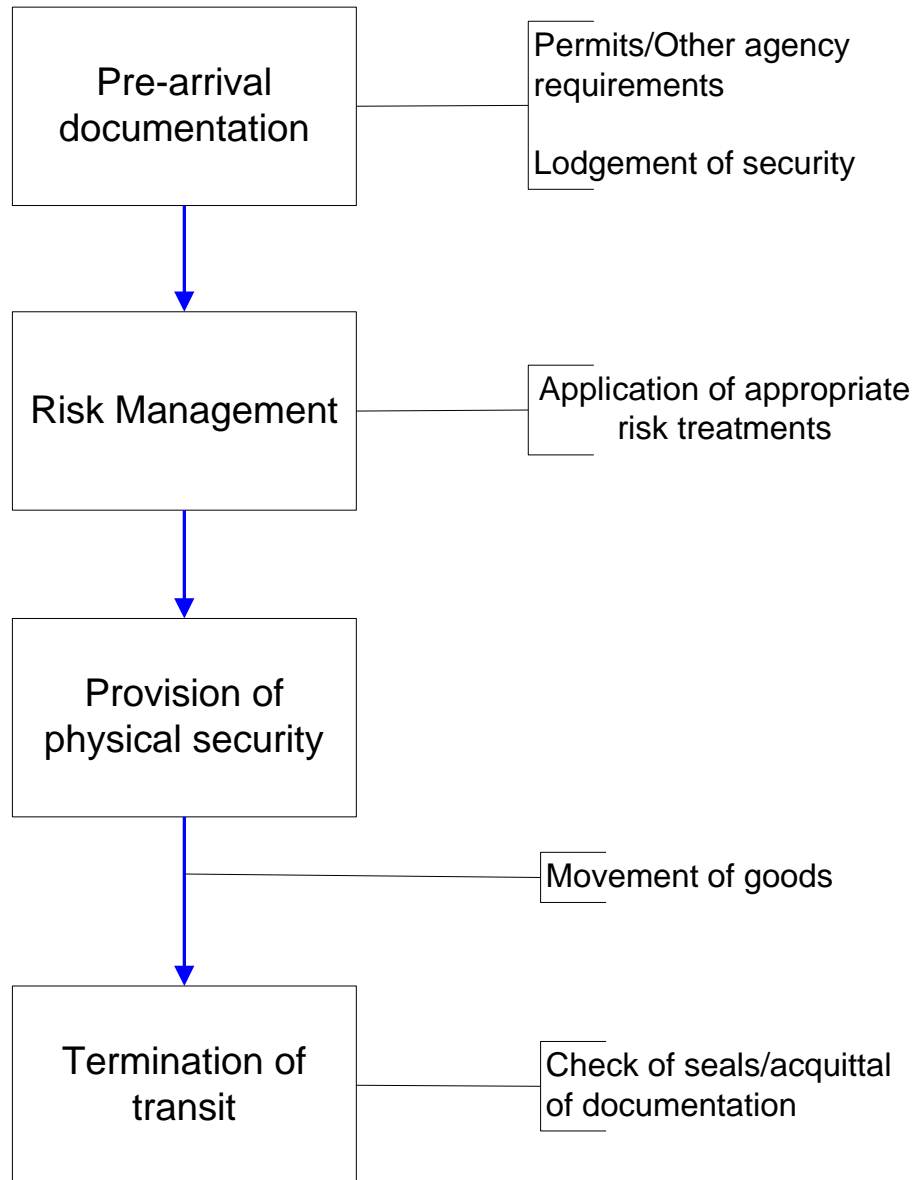 Pre-arrival
documentation
Permits/Other agency
requirements
Lodgement of security
Risk Management
Application of appropriate
risk treatments
Provision of
physical security
Movement of goods
Termination of
transit
Check of seals/acquittal
of documentation